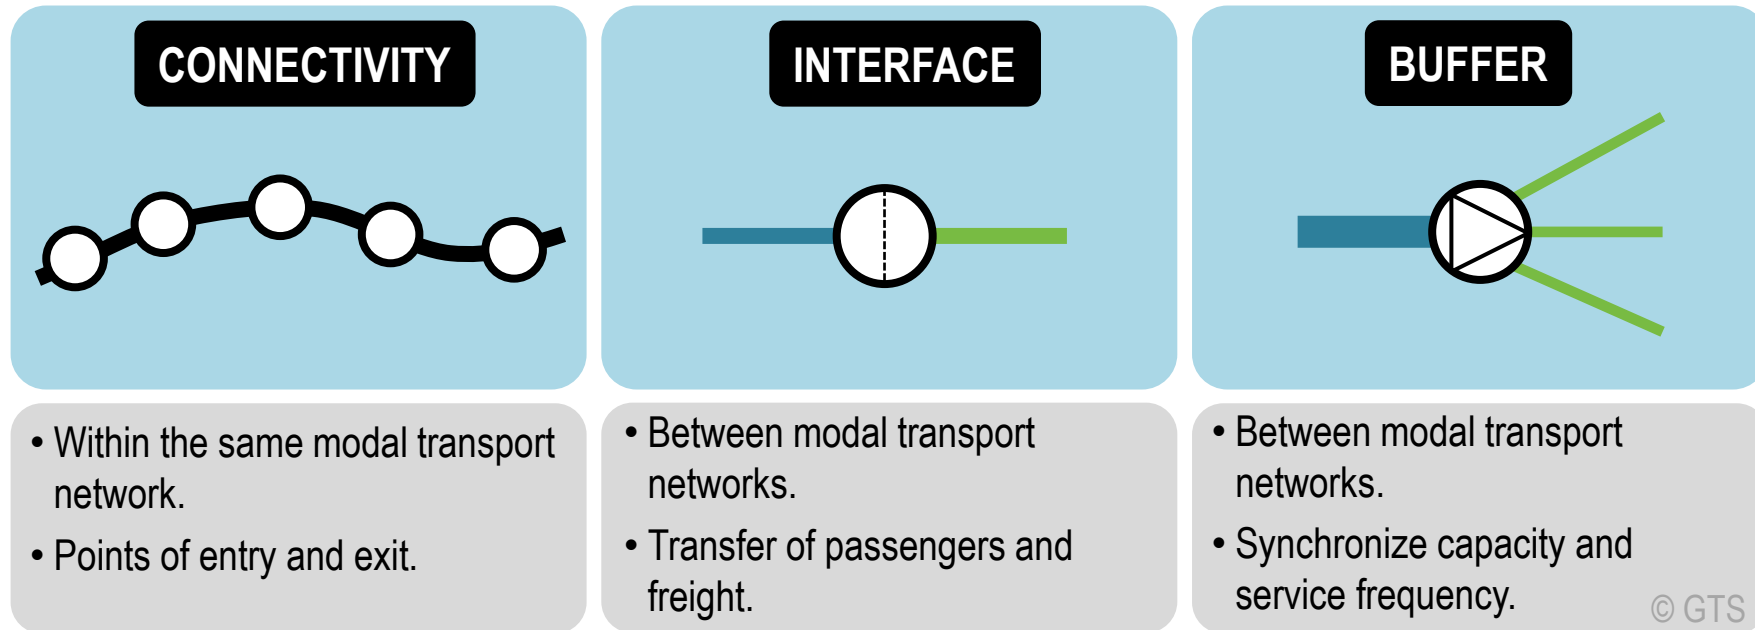 CONNECTIVITY
• Within the same modal transport
network.
• Points of entry and exit.
INTERFACE
• Between modal transport
networks.
• Transfer of passengers and
freight.
BUFFER
• Between modal transport
networks.
• Synchronize capacity and
service frequency.
© GTS